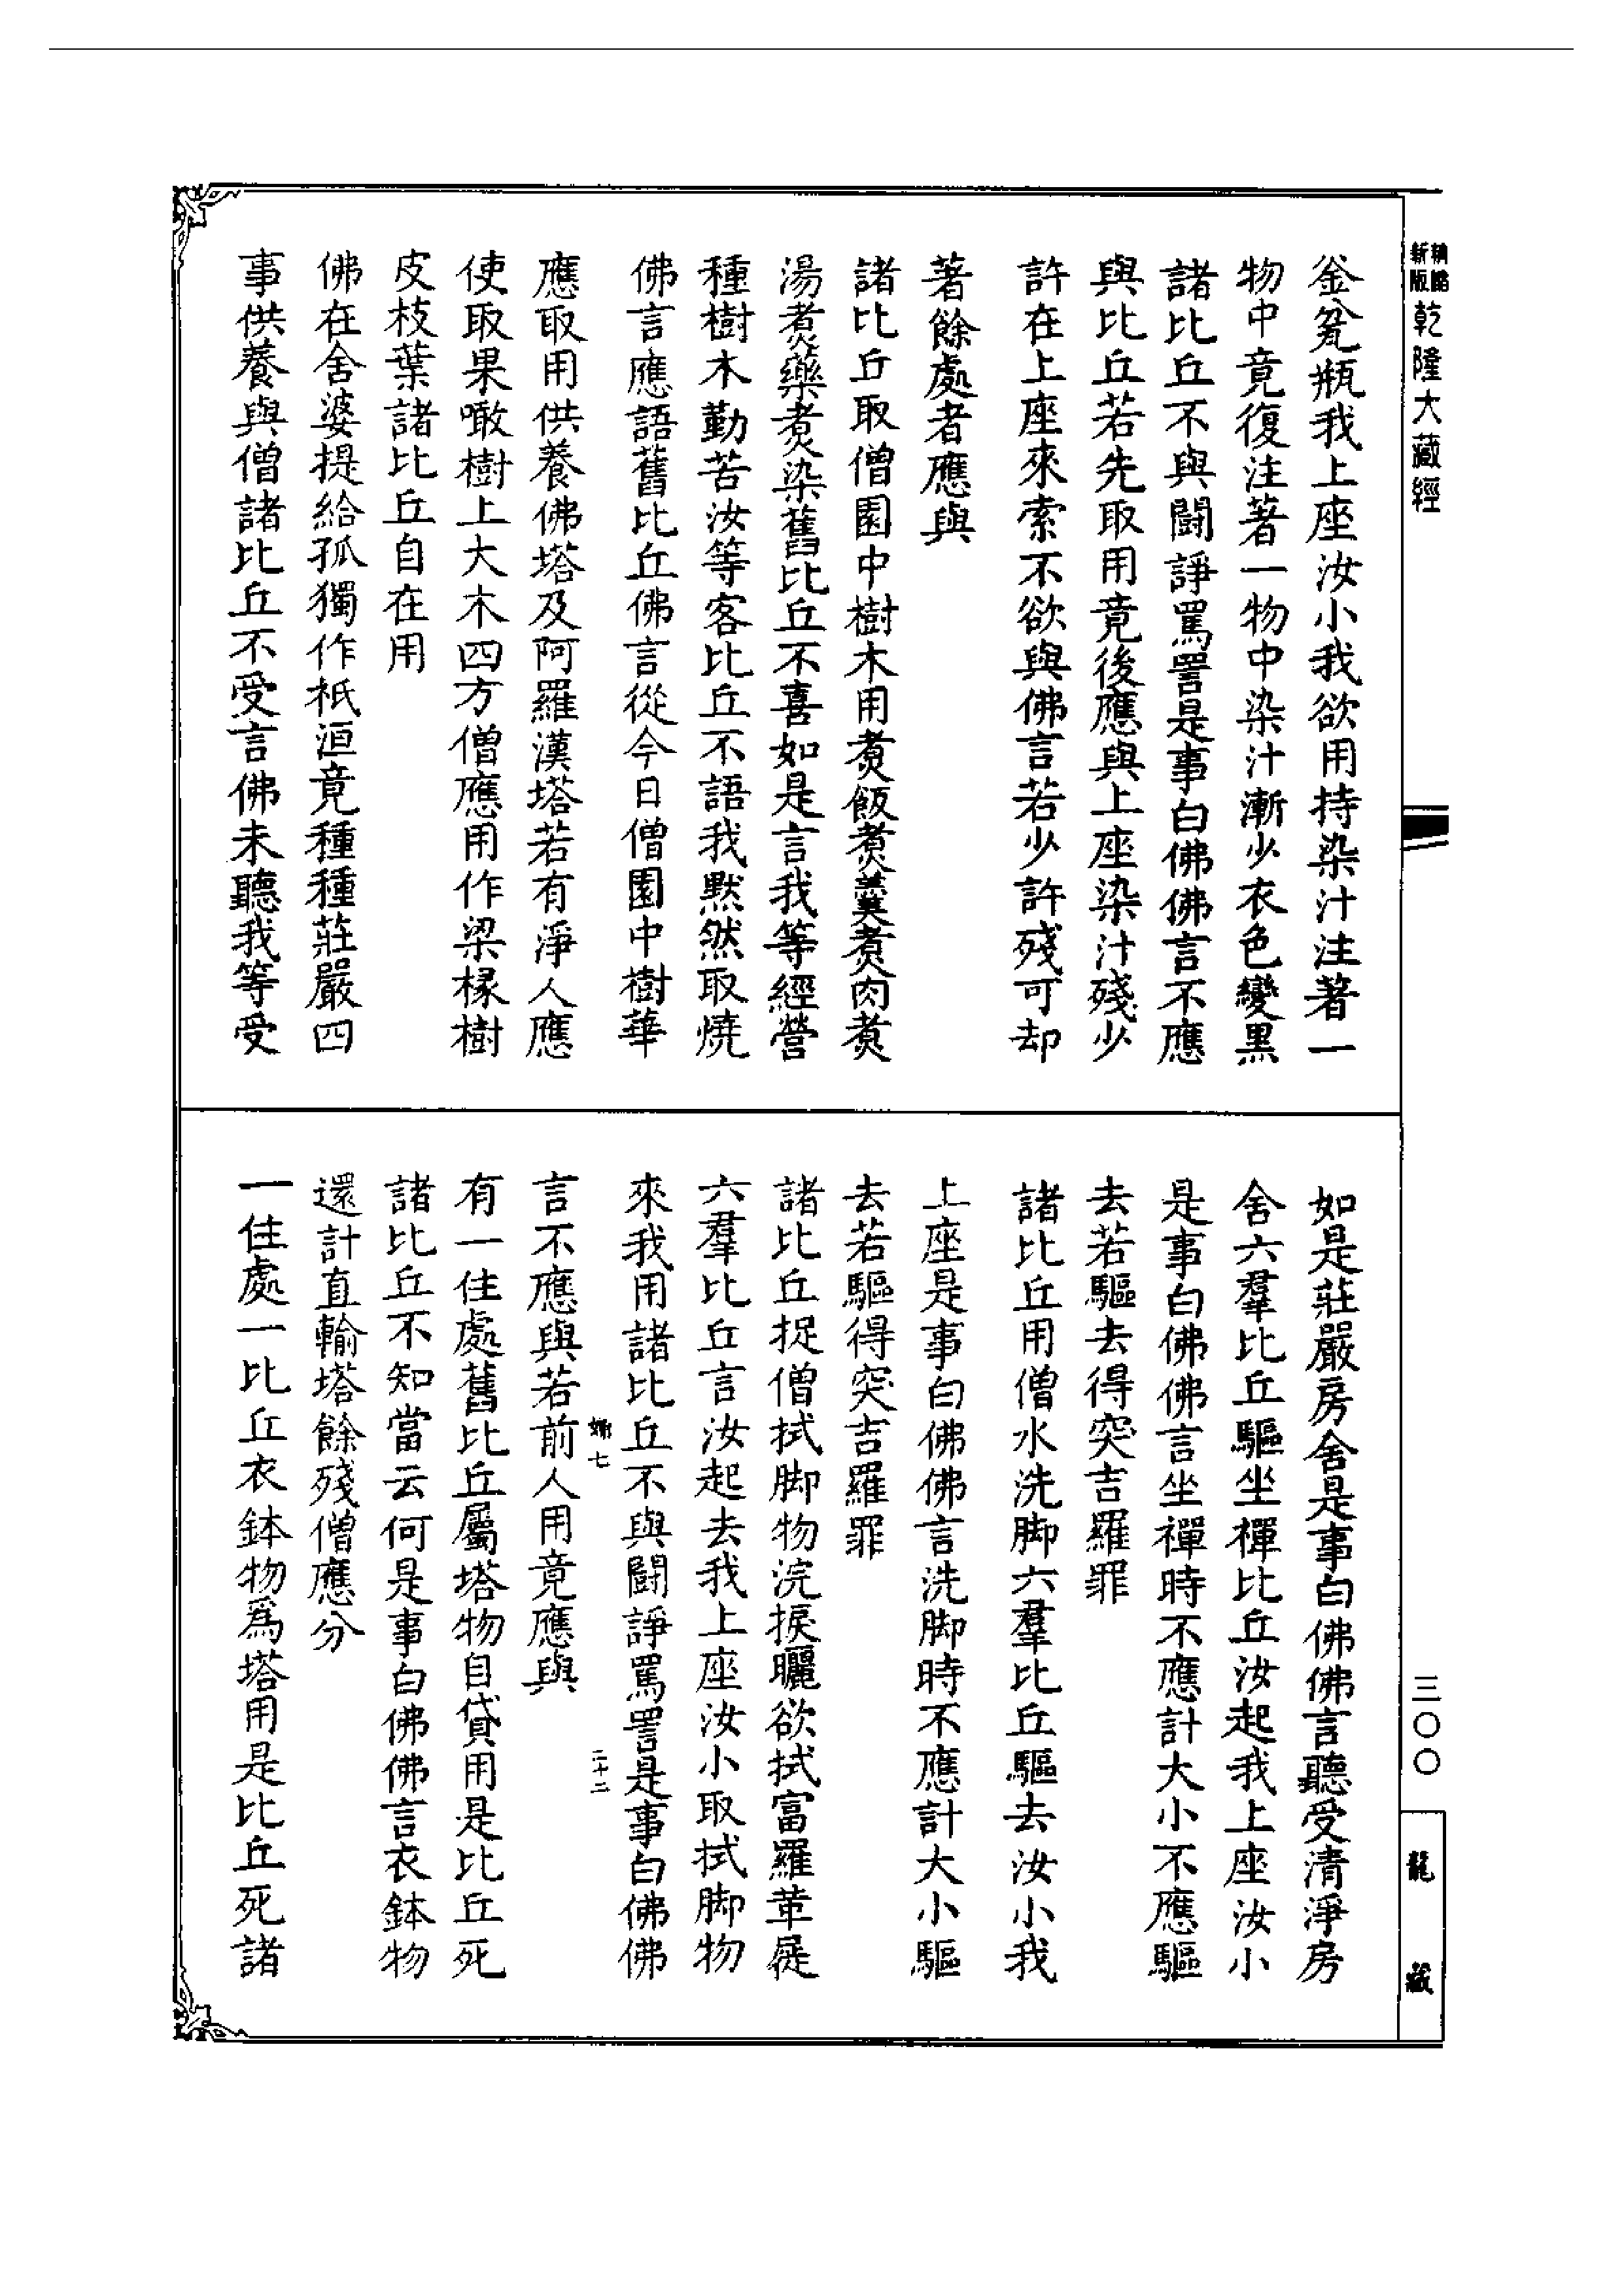 精縮
新版
乾隆大藏經
釜瓫瓶我上座汝小我欲用持染汁注著一
物中竟復注著一物中染汁漸少衣色變黑
諸比丘不與鬪諍罵詈是事白佛佛言不應
與比丘若先取用竟後應與上座染汁殘少
許在上座來索不欲與佛言若少許殘可却
著餘處者應與
諸比丘取僧園中樹木用煑飯煑羹煑肉煑
湯煑藥煑染舊比丘不喜如是言我等經營
種樹木勤苦汝等客比丘不語我默然取燒
佛言應語舊比丘佛言從今日僧園中樹華
應取用供養佛塔及阿羅漢塔若有淨人應
使取果噉樹上大木四方僧應用作梁椽樹
皮枝葉諸比丘自在用
佛在舍婆提給孤獨作祇洹竟種種莊嚴四
事供養與僧諸比丘不受言佛未聽我等受
如是莊嚴房舍是事白佛佛言聽受清淨房
舍六羣比丘驅坐禪比丘汝起我上座汝小
是事白佛佛言坐禪時不應計大小不應驅
去若驅去得突吉羅罪
諸比丘用僧水洗脚六羣比丘驅去汝小我
上座是事白佛佛言洗脚時不應計大小驅
去若驅得突吉羅罪
諸比丘捉僧拭脚物浣捩曬欲拭富羅革屣
六羣比丘言汝起去我上座汝小取拭脚物
來我用諸比丘不與鬪諍罵詈是事白佛佛
七
二十二
言不應與若前人用竟應與
有一住處舊比丘屬塔物自貸用是比丘死
諸比丘不知當云何是事白佛佛言衣鉢物
還計直輸塔餘殘僧應分
一住處一比丘衣鉢物爲塔用是比丘死諸
三〇〇
龍藏